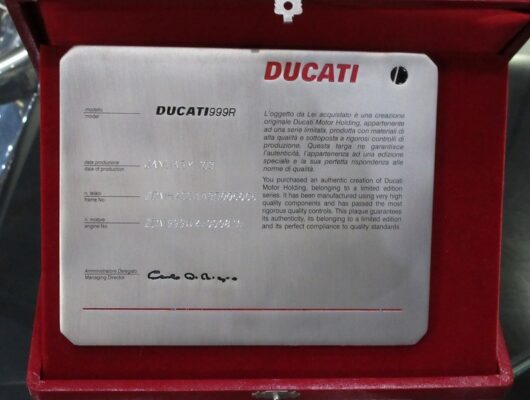 DUCATI
modello
model
DUCATI999R
data produzione
date of production
n. telaio
frame No
n. motore
engine No
Amministratore Delegato
Managing Director
L'oggetto da Lei acquistato è una creazione
originale Ducati Motor Holding, appartenente
ad una serie limitata, prodotta con materiali di
alta qualità e sottoposta a rigorosi controlli di
produzione. Questa targa ne garantisce
l'autenticità, l'appartenenza ad una edizione
speciale e la sua perfetta rispondenza alle
norme di qualità.
You purchased an authentic creation of Ducati
Motor Holding, belonging to a limited edition
series. It has been manufactured using very high
quality components and has passed the most
rigorous quality controls. This plaque guarantees
its authenticity, its belonging to a limited edition
and its perfect compliance to quality standards.